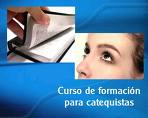 Curso de formación
para catequistas